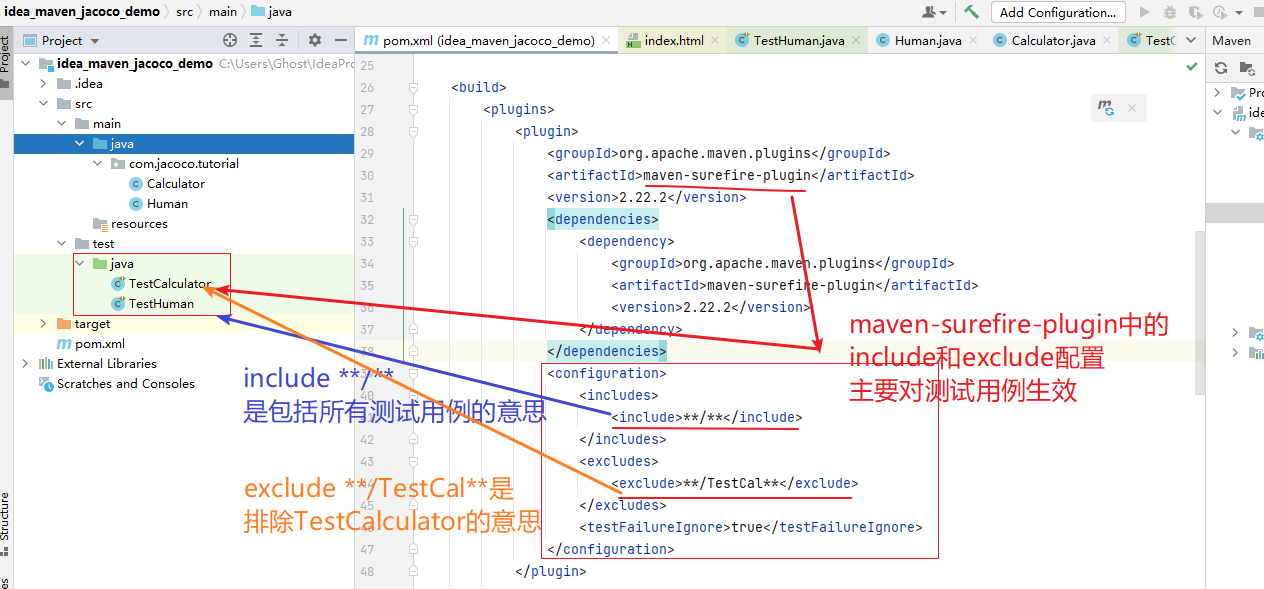 idea_maven_jacoco_demo src main java
Add Configuration...
Project
Project
pom.xml (idea_maven_jacoco_demo)
index.html
TestHuman.java
Human.java
Calculator.java
TestC
Maven
idea_maven_jacoco_demo C:\Users\Ghost\IdeaPro
.idea
src
main
java
com.jacoco.tutorial
Calculator
Human
resources
test
java
TestCalculator
TestHuman
target
pom.xml
External Libraries
Scratches and Consoles
Structure
25
26 <build>
27 <plugins>
28 <plugin>
29 <groupId>org.apache.maven.plugins</groupId>
30 <artifactId>maven-surefire-plugin</artifactId>
31 <version>2.22.2</version>
32 <dependencies>
33 <dependency>
34 <groupId>org.apache.maven.plugins</groupId>
35 <artifactId>maven-surefire-plugin</artifactId>
36 <version>2.22.2</version>
37 </dependency>
38 </dependencies>
39 <configuration>
40 <includes>
<include>**/**</include>
42 </includes>
43 <excludes>
44 <exclude>**/TestCal**</exclude>
45 </excludes>
46 <testFailureIgnore>true</testFailureIgnore>
47 </configuration>
48 </plugin>
include **/**
是包括所有测试用例的意思
exclude **/TestCal**是
排除TestCalculator的意思
maven-surefire-plugin中的
include和exclude配置
主要对测试用例生效
Pro
ide